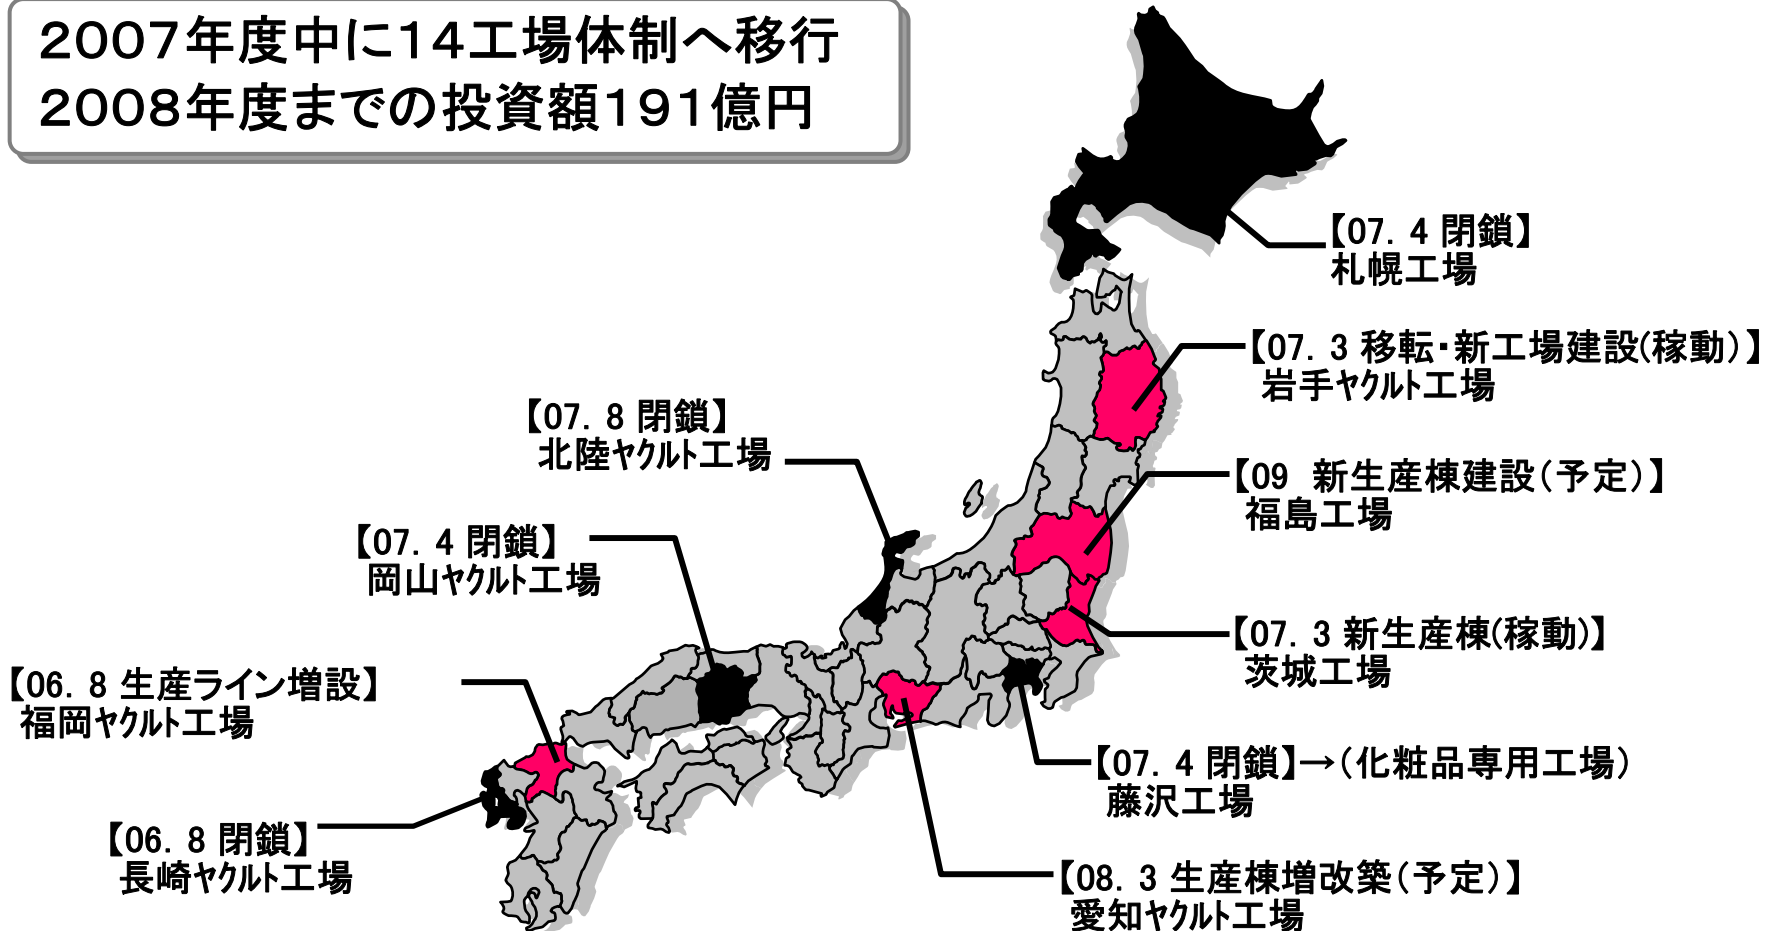 2007年度中に14工場体制へ移行
2008年度までの投資額191億円
【07. 4 閉鎖】
札幌工場
【07. 3 移転・新工場建設(稼動)】
岩手ﾔｸﾙﾄ工場
【07. 8 閉鎖】
北陸ﾔｸﾙﾄ工場
【09 新生産棟建設(予定)】
福島工場
【07. 4 閉鎖】
岡山ﾔｸﾙﾄ工場
【07. 3 新生産棟(稼動)】
茨城工場
【06. 8 生産ライン増設】
福岡ﾔｸﾙﾄ工場
【07. 4 閉鎖】→(化粧品専用工場)
藤沢工場
【06. 8 閉鎖】
長崎ﾔｸﾙﾄ工場
【08. 3 生産棟増改築(予定)】
愛知ﾔｸﾙﾄ工場